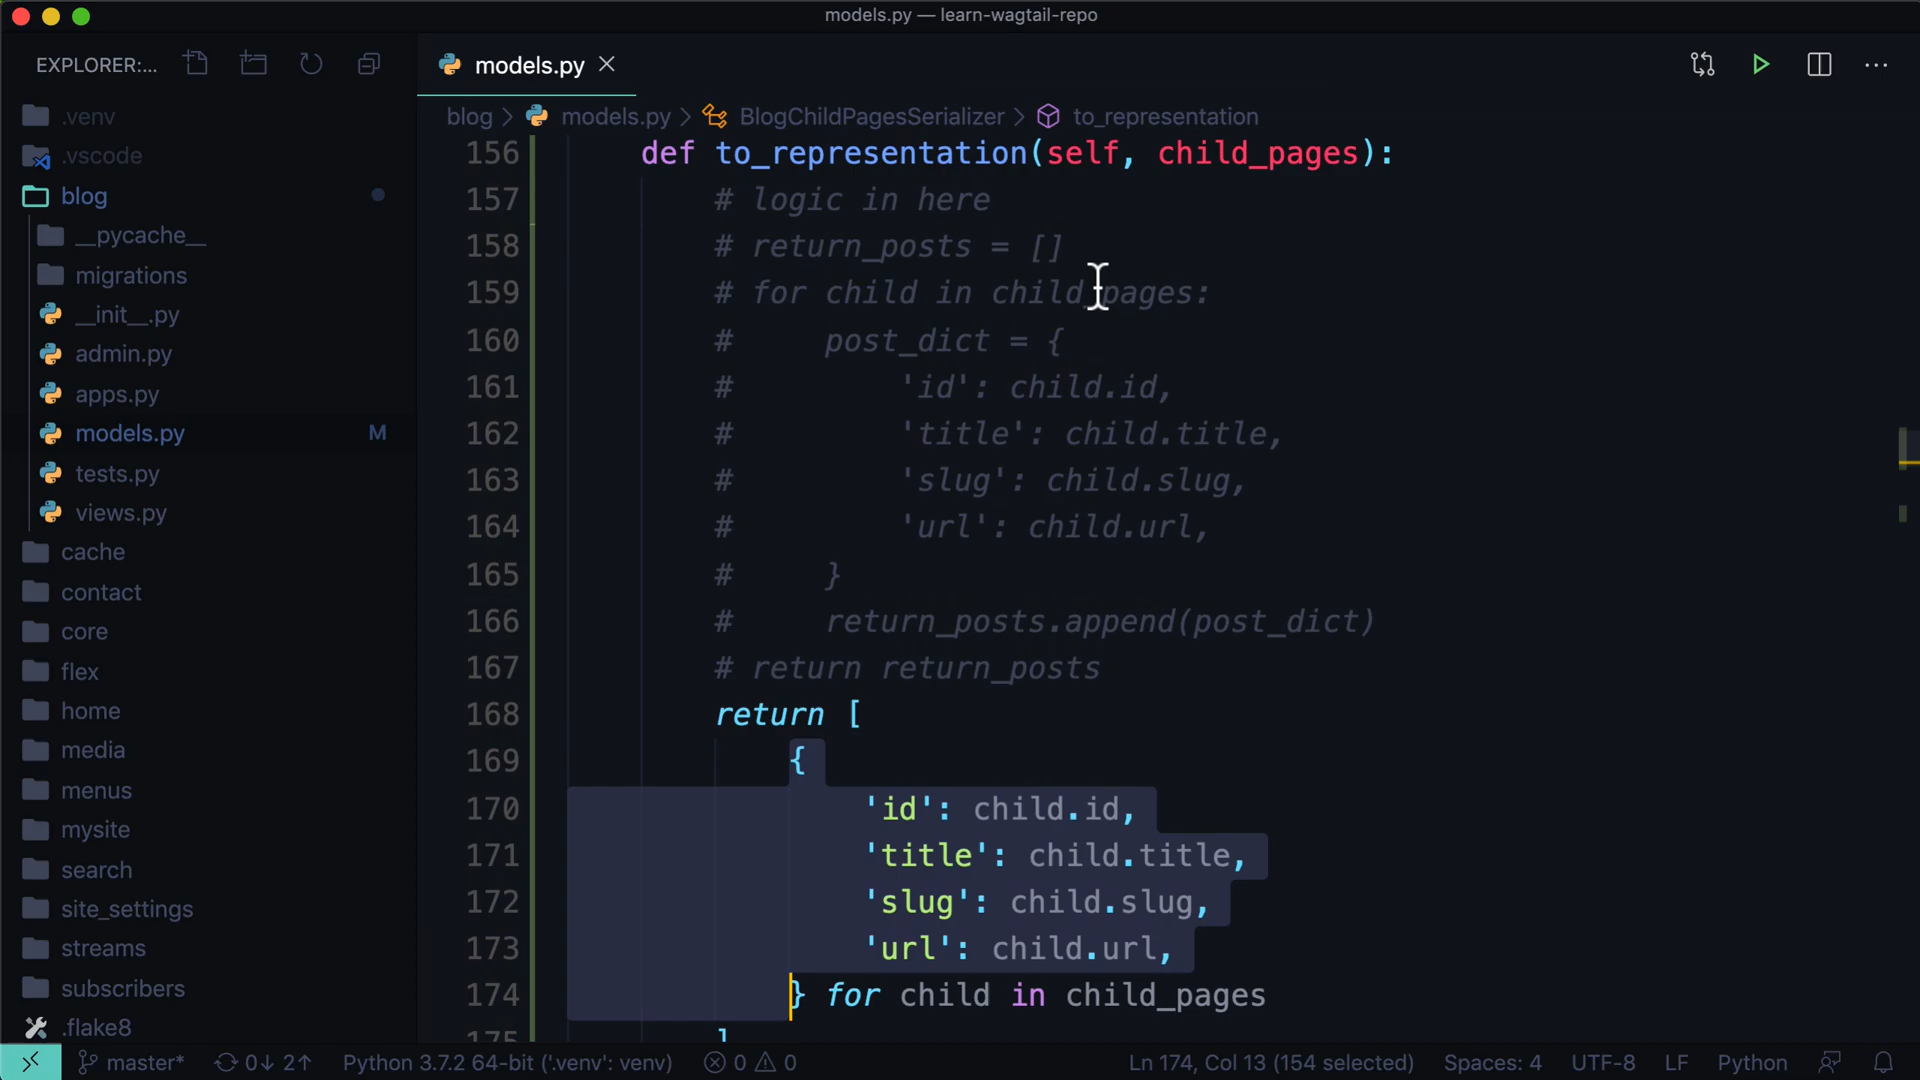 models.py — learn-wagtail-repo
EXPLORER:...
models.py
blog > models.py > BlogChildPagesSerializer > to_representation
.venv
.vscode
blog
__pycache__
migrations
__init__.py
admin.py
apps.py
models.py M
tests.py
views.py
cache
contact
core
flex
home
media
menus
mysite
search
site_settings
streams
subscribers
.flake8
156 def to_representation(self, child_pages):
157 # logic in here
158 # return_posts = []
159 # for child in child_pages:
160 #     post_dict = {
161 #         'id': child.id,
162 #         'title': child.title,
163 #         'slug': child.slug,
164 #         'url': child.url,
165 #     }
166 #     return_posts.append(post_dict)
167 # return return_posts
168 return [
169 {
170 'id': child.id,
171 'title': child.title,
172 'slug': child.slug,
173 'url': child.url,
174 } for child in child_pages
175 ]
master* 0↓ 2↑ Python 3.7.2 64-bit ('.venv': venv) 0 0 Ln 174, Col 13 (154 selected) Spaces: 4 UTF-8 LF Python